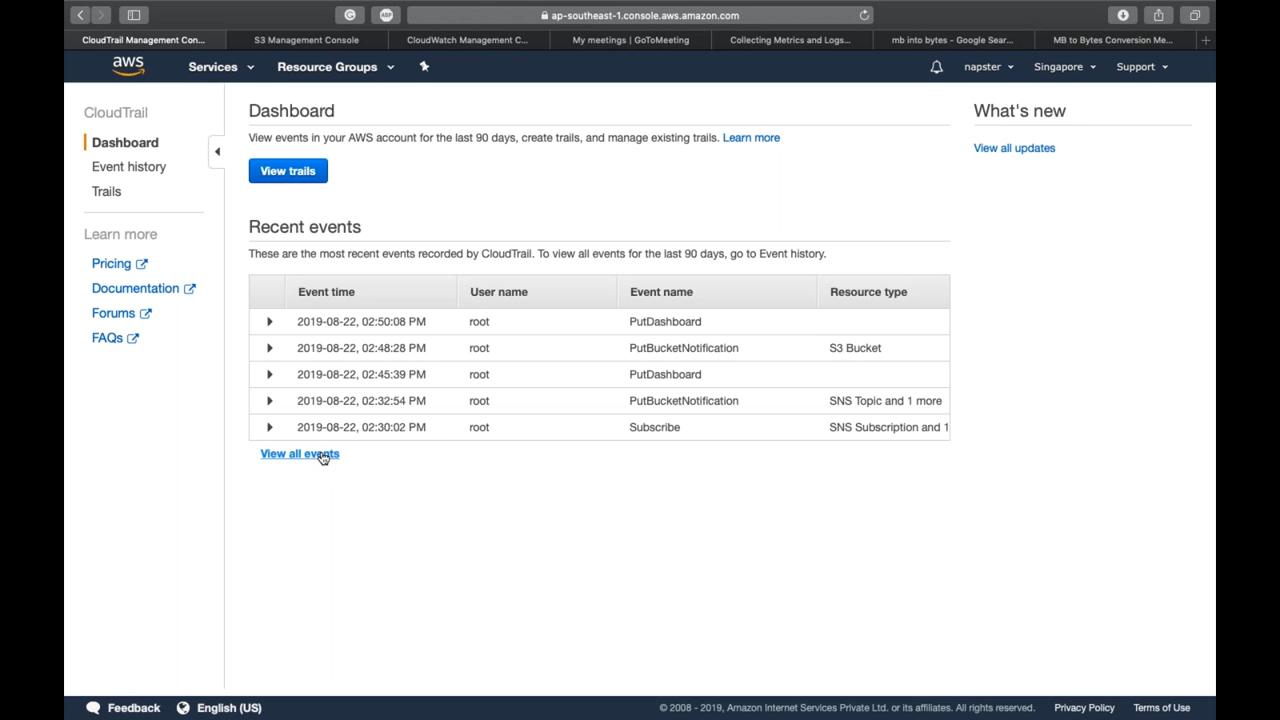 ap-southeast-1.console.aws.amazon.com
CloudTrail Management Con...
S3 Management Console
CloudWatch Management C...
My meetings | GoToMeeting
Collecting Metrics and Logs...
mb into bytes - Google Sear...
MB to Bytes Conversion Me...
aws
Services
Resource Groups
napster
Singapore
Support
CloudTrail
Dashboard
Event history
Trails
Learn more
Pricing
Documentation
Forums
FAQs
Dashboard
View events in your AWS account for the last 90 days, create trails, and manage existing trails. Learn more
View trails
Recent events
These are the most recent events recorded by CloudTrail. To view all events for the last 90 days, go to Event history.
Event time User name Event name Resource type
2019-08-22, 02:50:08 PM root PutDashboard
2019-08-22, 02:48:28 PM root PutBucketNotification S3 Bucket
2019-08-22, 02:45:39 PM root PutDashboard
2019-08-22, 02:32:54 PM root PutBucketNotification SNS Topic and 1 more
2019-08-22, 02:30:02 PM root Subscribe SNS Subscription and 1
View all events
What's new
View all updates
Feedback
English (US)
© 2008 - 2019, Amazon Internet Services Private Ltd. or its affiliates. All rights reserved.
Privacy Policy
Terms of Use
ABP